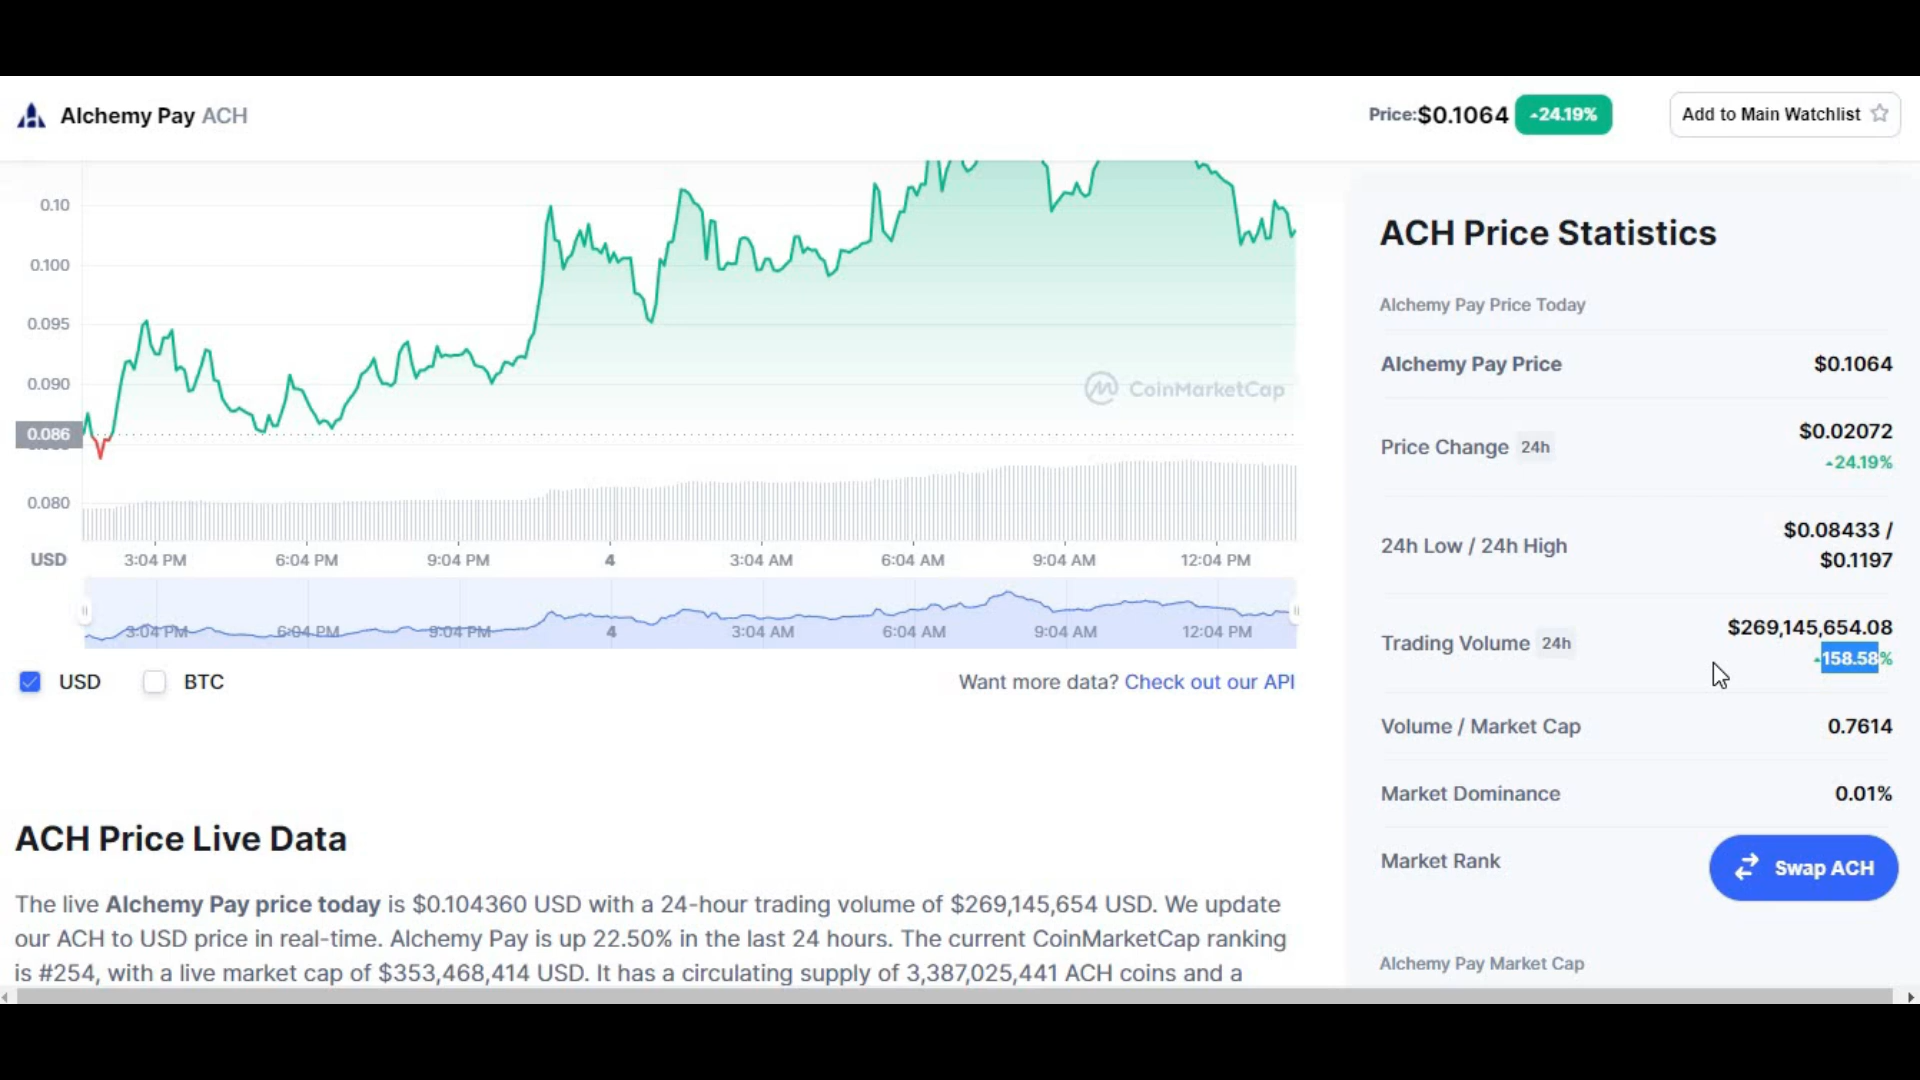 Alchemy Pay ACH
Price:$0.1064 24.19%
Add to Main Watchlist
0.10
0.100
0.095
0.090
0.086
0.080
CoinMarketCap
USD 3:04 PM 6:04 PM 9:04 PM 4 3:04 AM 6:04 AM 9:04 AM 12:04 PM
3:04 PM 6:04 PM 9:04 PM 4 3:04 AM 6:04 AM 9:04 AM 12:04 PM
USD BTC
Want more data? Check out our API
ACH Price Live Data
The live Alchemy Pay price today is $0.104360 USD with a 24-hour trading volume of $269,145,654 USD. We update
our ACH to USD price in real-time. Alchemy Pay is up 22.50% in the last 24 hours. The current CoinMarketCap ranking
is #254, with a live market cap of $353,468,414 USD. It has a circulating supply of 3,387,025,441 ACH coins and a
ACH Price Statistics
Alchemy Pay Price Today
Alchemy Pay Price $0.1064
Price Change 24h $0.02072
24.19%
24h Low / 24h High $0.08433 /
$0.1197
Trading Volume 24h $269,145,654.08
158.58%
Volume / Market Cap 0.7614
Market Dominance 0.01%
Market Rank
Swap ACH
Alchemy Pay Market Cap